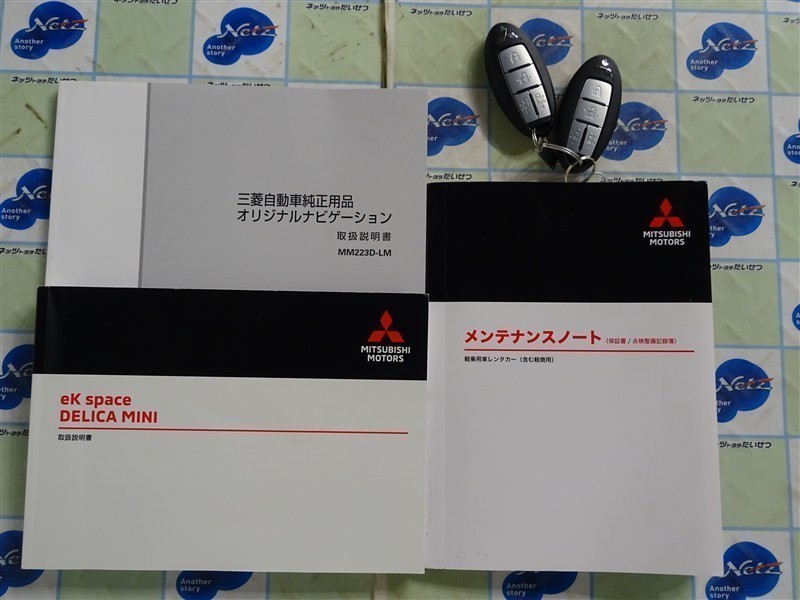 三菱自動車純正用品
オリジナルナビゲーション
取扱説明書
MM223D-LM
MITSUBISHI
MOTORS
eK space
DELICA MINI
取扱説明書
MITSUBISHI
MOTORS
メンテナンスノート（保証書 / 点検整備記録簿）
軽乗用車レンタカー（含む軽商用）
ネッツトヨタたいせつ
Netz
Another
story